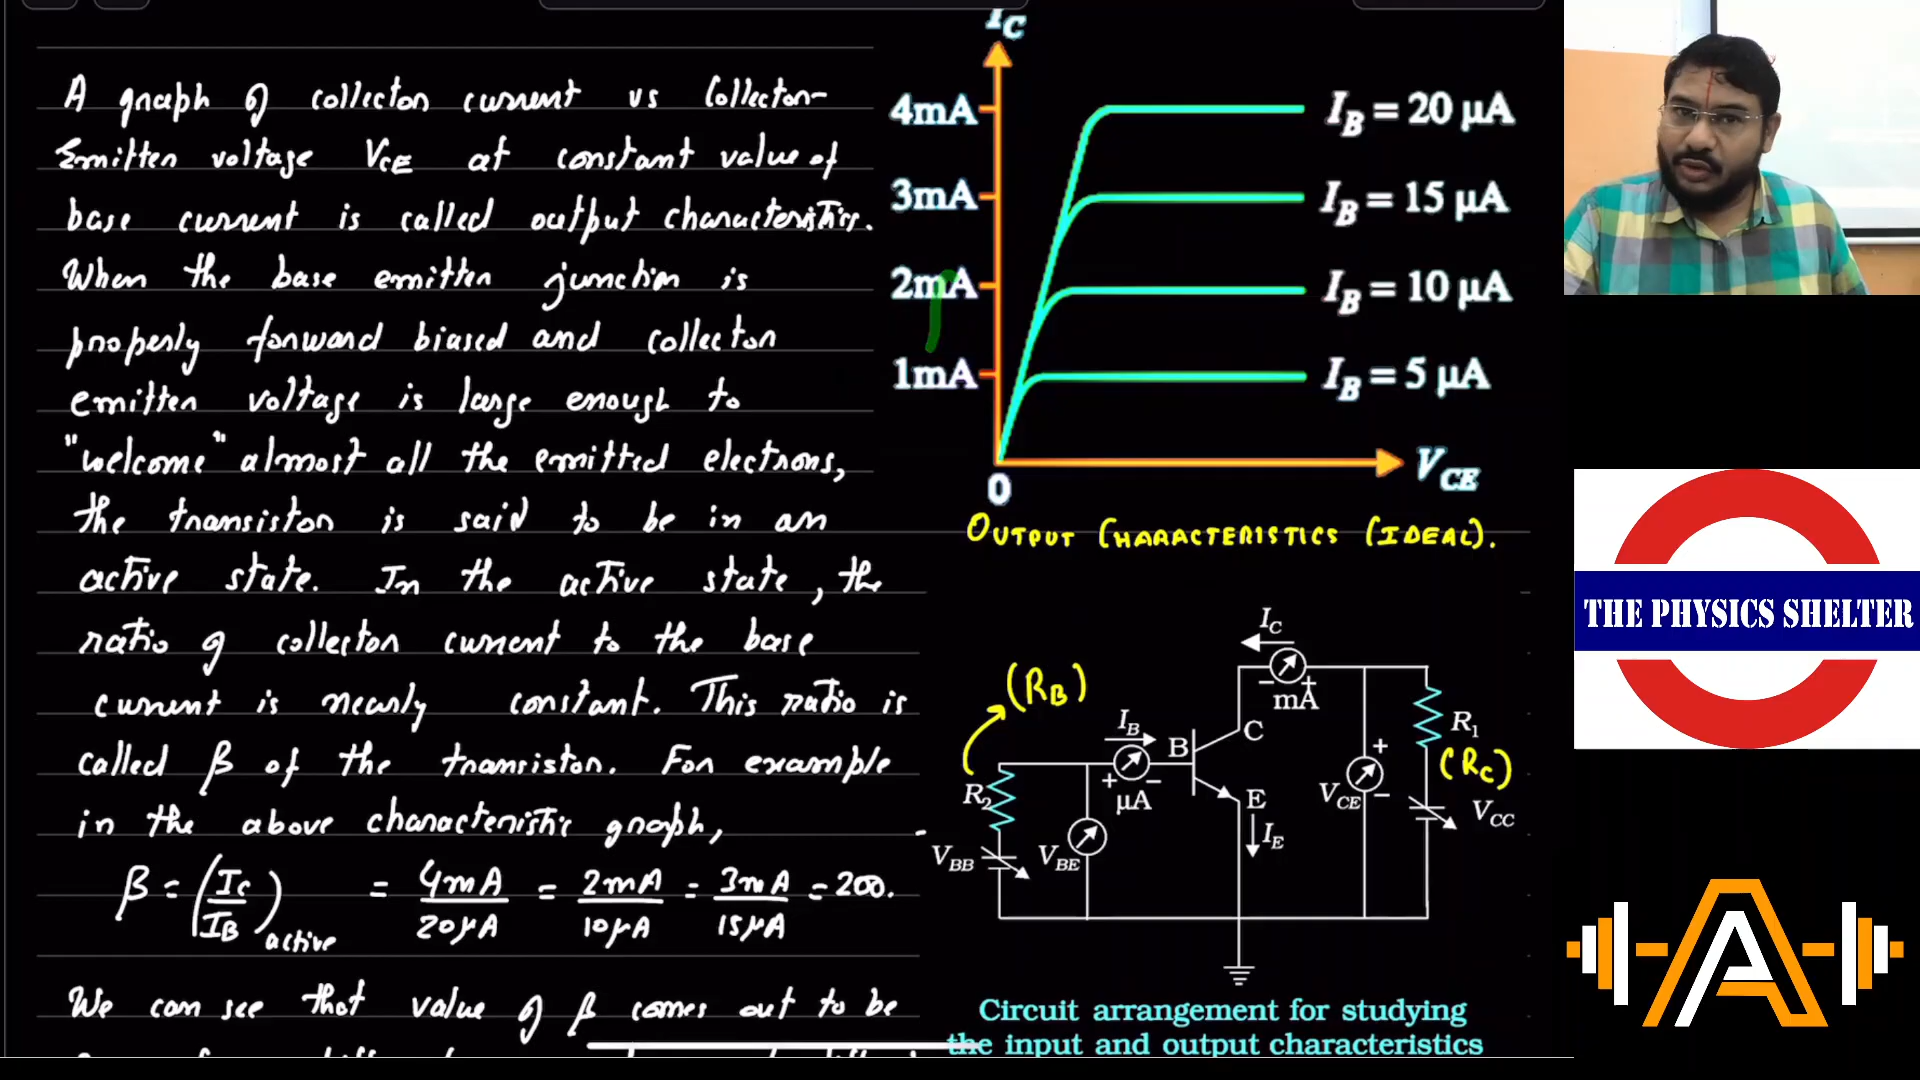 A graph of collector current vs Collector-
Emitter voltage VCE at constant value of
base current is called output characteristics.
When the base emitter junction is
properly forward biased and collector
emitter voltage is large enough to
"welcome" almost all the emitted electrons,
the transistor is said to be in an
active state. In the active state, the
ratio of collector current to the base
current is nearly constant. This ratio is
called β of the transistor. For example
in the above characteristic graph,
β = (IC/IB)active = 4mA/20μA = 2mA/10μA = 3mA/15μA = 200.
We can see that value of β comes out to be
IC
4mA
IB = 20 μA
3mA
IB = 15 μA
2mA
IB = 10 μA
1mA
IB = 5 μA
0
VCE
OUTPUT CHARACTERISTICS (IDEAL).
IC
- +
mA
(RB)
IB
B
C
+ -
μA
R2
E
IE
VBB
VBE
+
VCE
-
R1
(RC)
VCC
Circuit arrangement for studying
the input and output characteristics
THE PHYSICS SHELTER
A